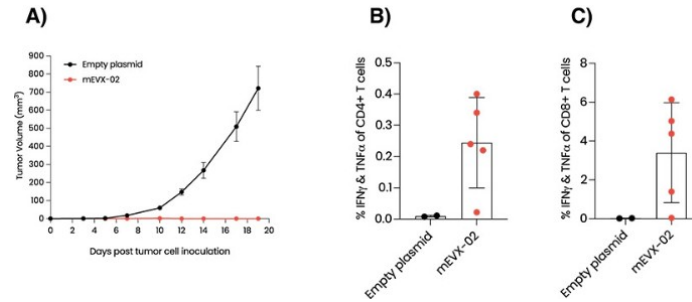 A)
B)
C)
Tumor Volume (mm³)
900
800
700
600
500
400
300
200
100
0
Empty plasmid
mEVX-02
0 2 4 6 8 10 12 14 16 18 20
Days post tumor cell inoculation
% IFNγ & TNFα of CD4+ T cells
0.5
0.4
0.3
0.2
0.1
0.0
Empty plasmid
mEVX-02
% IFNγ & TNFα of CD8+ T cells
8
6
4
2
0
Empty plasmid
mEVX-02